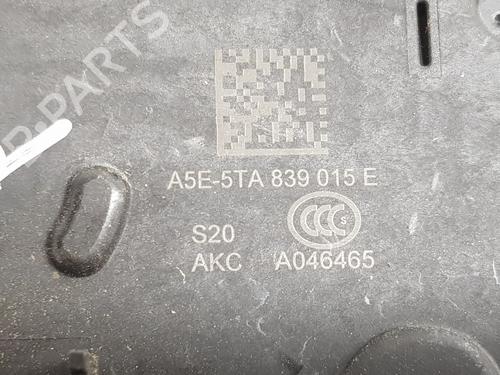 A5E-5TA 839 015 E
CCC S
S20
AKC A046465
PARTS